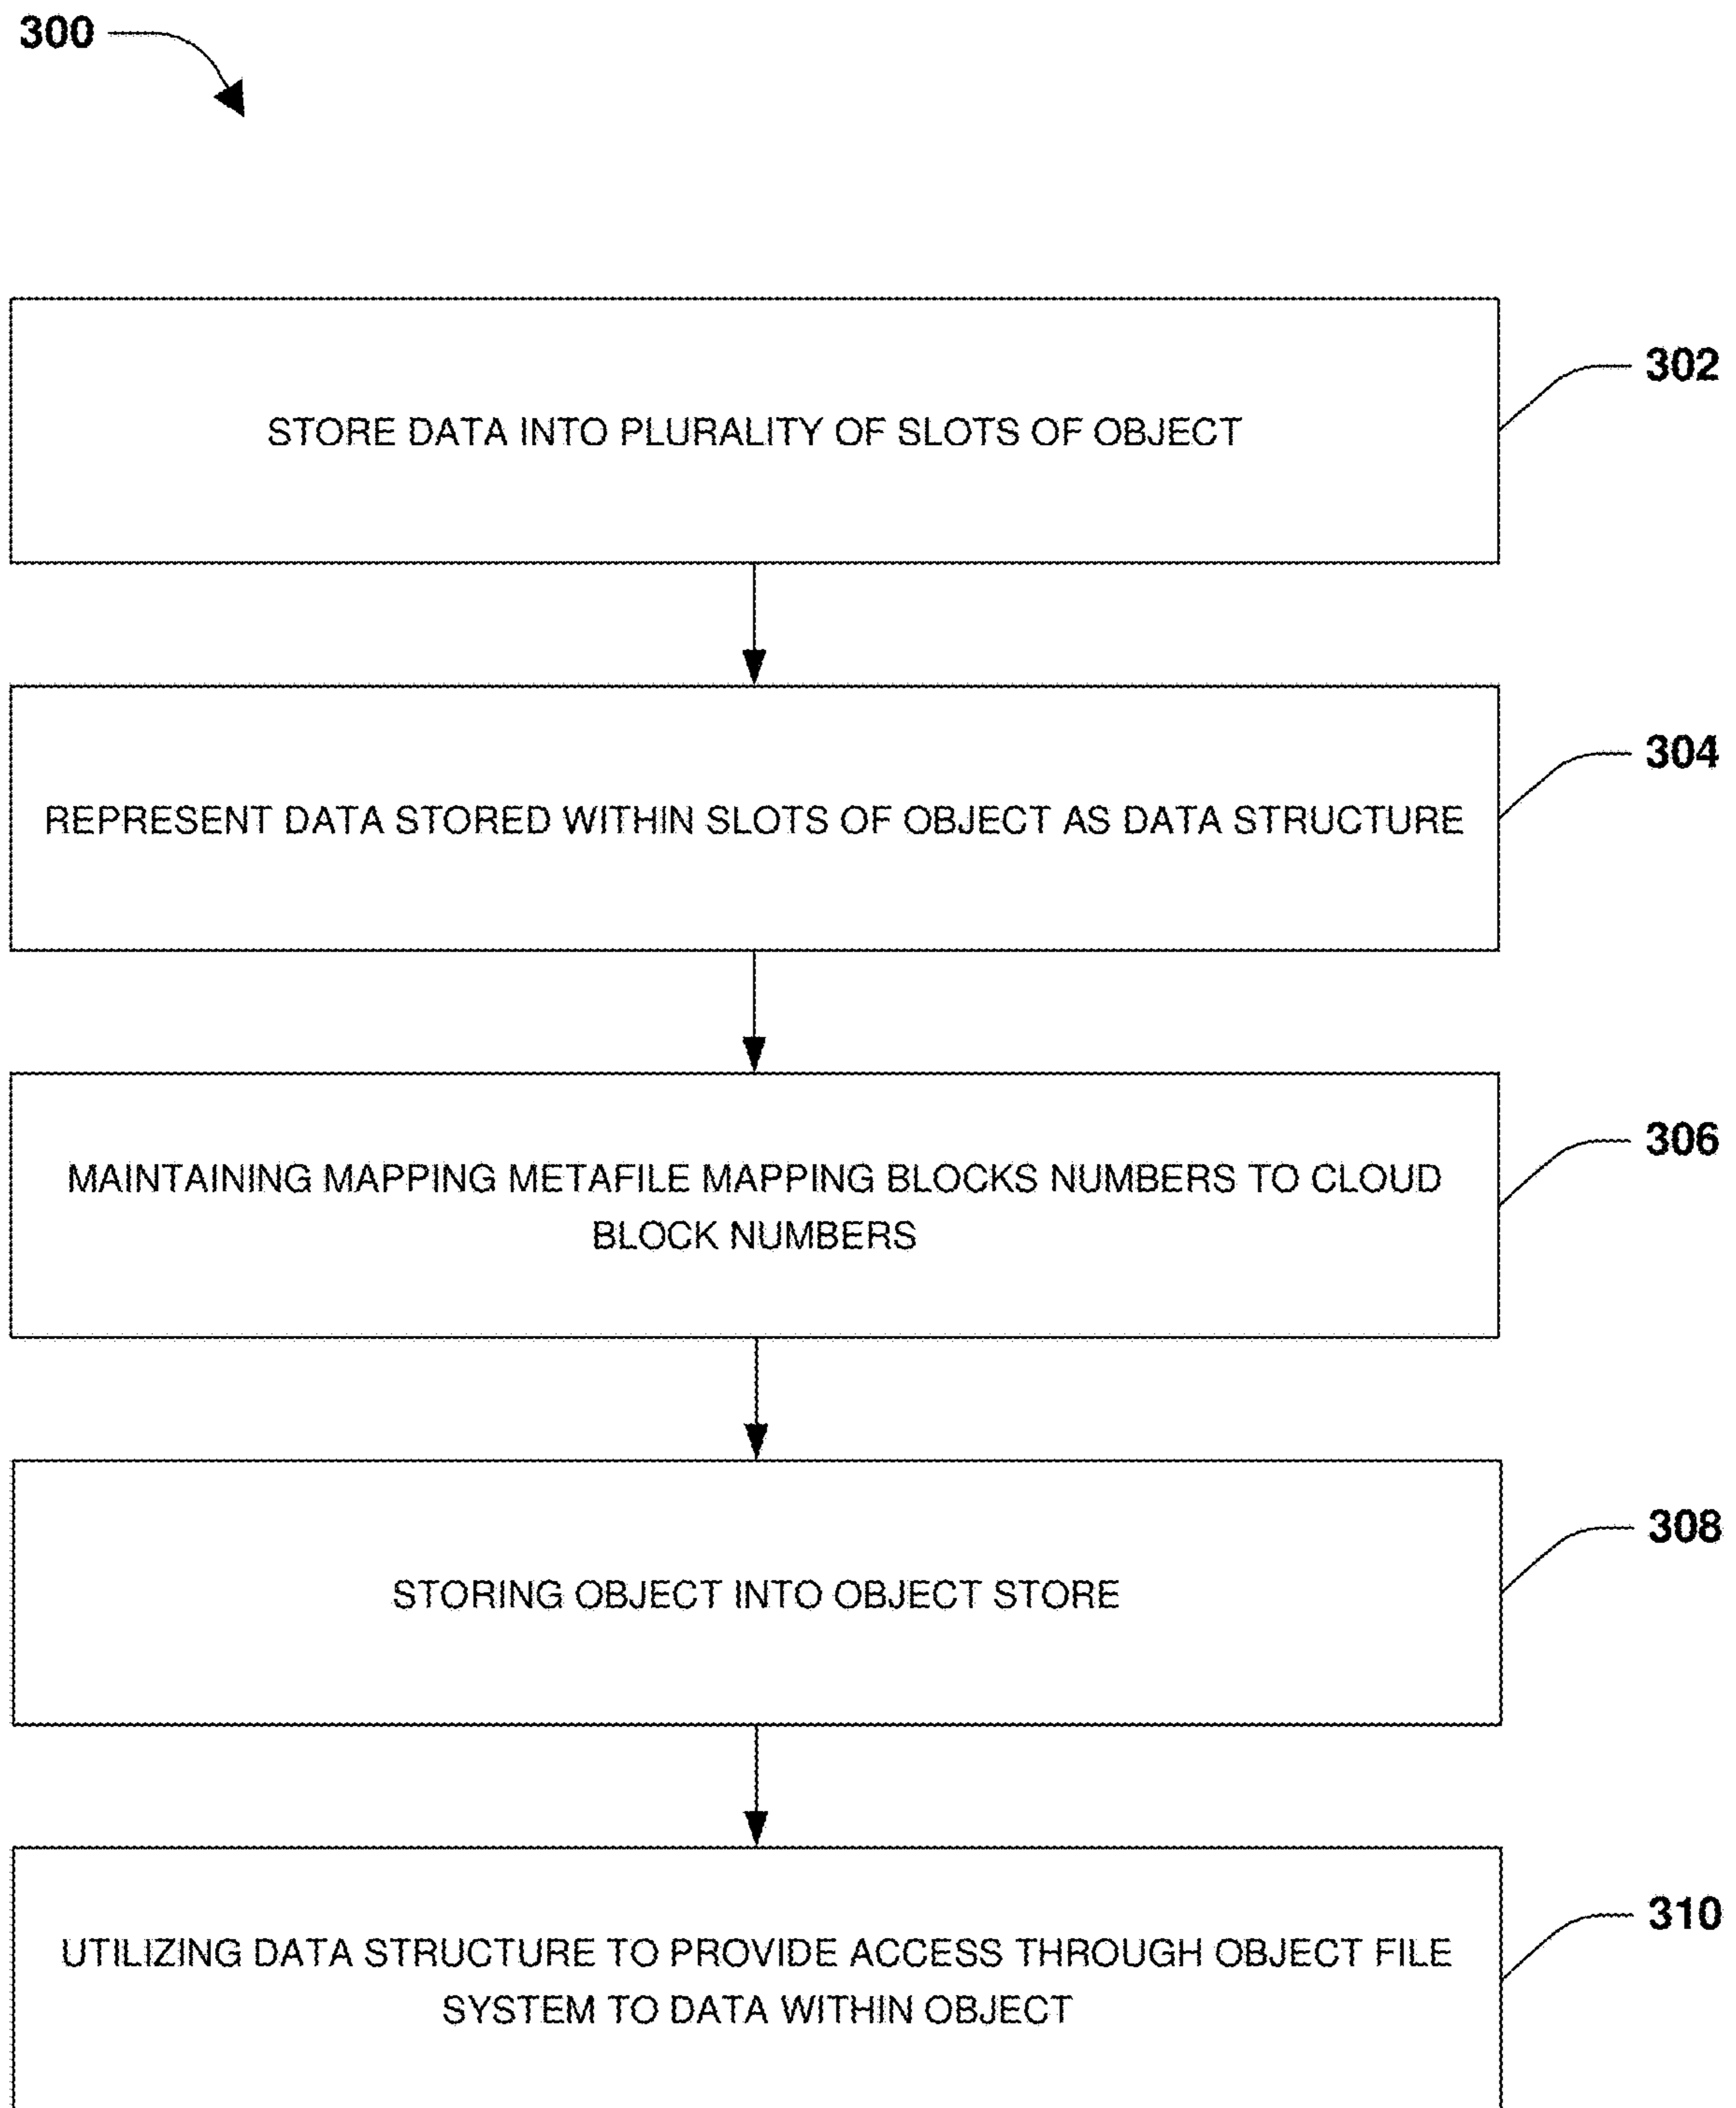 300
302
STORE DATA INTO PLURALITY OF SLOTS OF OBJECT
304
REPRESENT DATA STORED WITHIN SLOTS OF OBJECT AS DATA STRUCTURE
306
MAINTAINING MAPPING METAFILE MAPPING BLOCKS NUMBERS TO CLOUD
BLOCK NUMBERS
308
STORING OBJECT INTO OBJECT STORE
310
UTILIZING DATA STRUCTURE TO PROVIDE ACCESS THROUGH OBJECT FILE
SYSTEM TO DATA WITHIN OBJECT